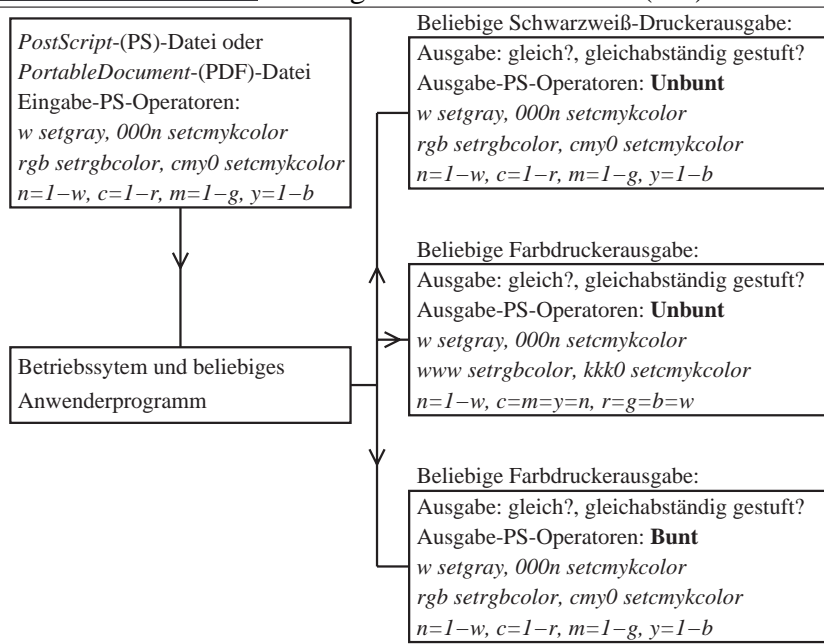 PostScript-(PS)-Datei oder
PortableDocument-(PDF)-Datei
Eingabe-PS-Operatoren:
w setgray, 000n setcmykcolor
rgb setrgbcolor, cmy0 setcmykcolor
n=1–w, c=1–r, m=1–g, y=1–b
Betriebssytem und beliebiges
Anwenderprogramm
Beliebige Schwarzweiß-Druckerausgabe:
Ausgabe: gleich?, gleichabständig gestuft?
Ausgabe-PS-Operatoren: Unbunt
w setgray, 000n setcmykcolor
rgb setrgbcolor, cmy0 setcmykcolor
n=1–w, c=1–r, m=1–g, y=1–b
Beliebige Farbdruckerausgabe:
Ausgabe: gleich?, gleichabständig gestuft?
Ausgabe-PS-Operatoren: Unbunt
w setgray, 000n setcmykcolor
www setrgbcolor, kkk0 setcmykcolor
n=1–w, c=m=y=n, r=g=b=w
Beliebige Farbdruckerausgabe:
Ausgabe: gleich?, gleichabständig gestuft?
Ausgabe-PS-Operatoren: Bunt
w setgray, 000n setcmykcolor
rgb setrgbcolor, cmy0 setcmykcolor
n=1–w, c=1–r, m=1–g, y=1–b